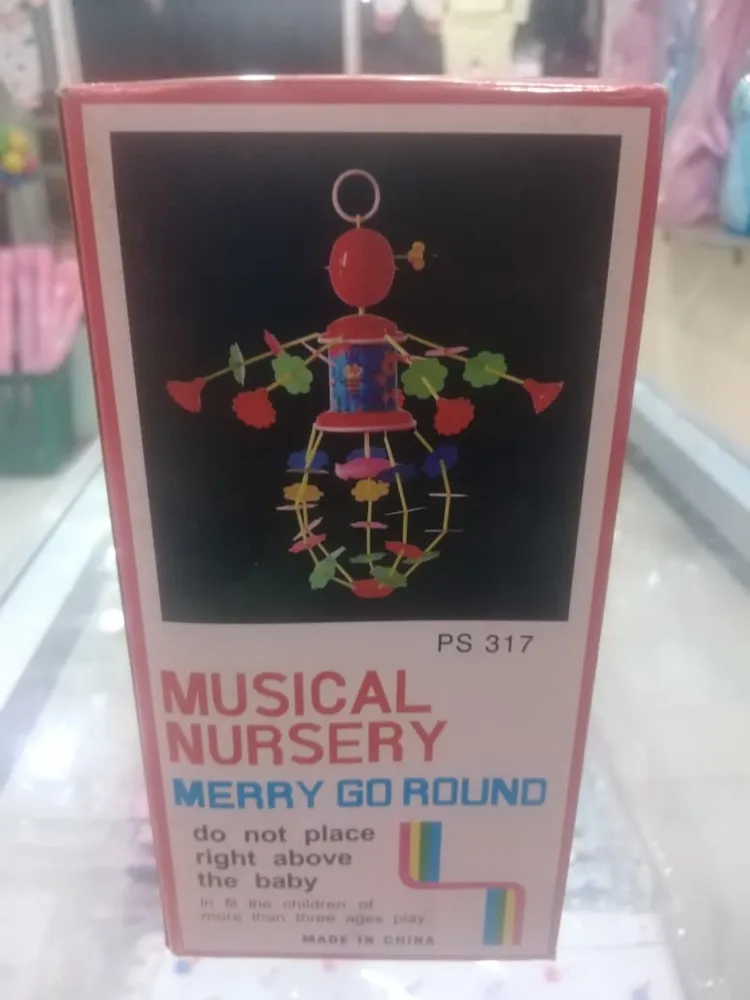 PS 317
MUSICAL
NURSERY
MERRY GO ROUND
do not place
right above
the baby
In fit the children of
more than three ages play
MADE IN CHINA